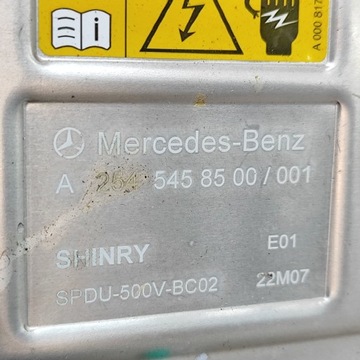 A 000 817
Mercedes-Benz
A 254 545 85 00 / 001
SHINRY
E01
SPDU-500V-BC02
22M07